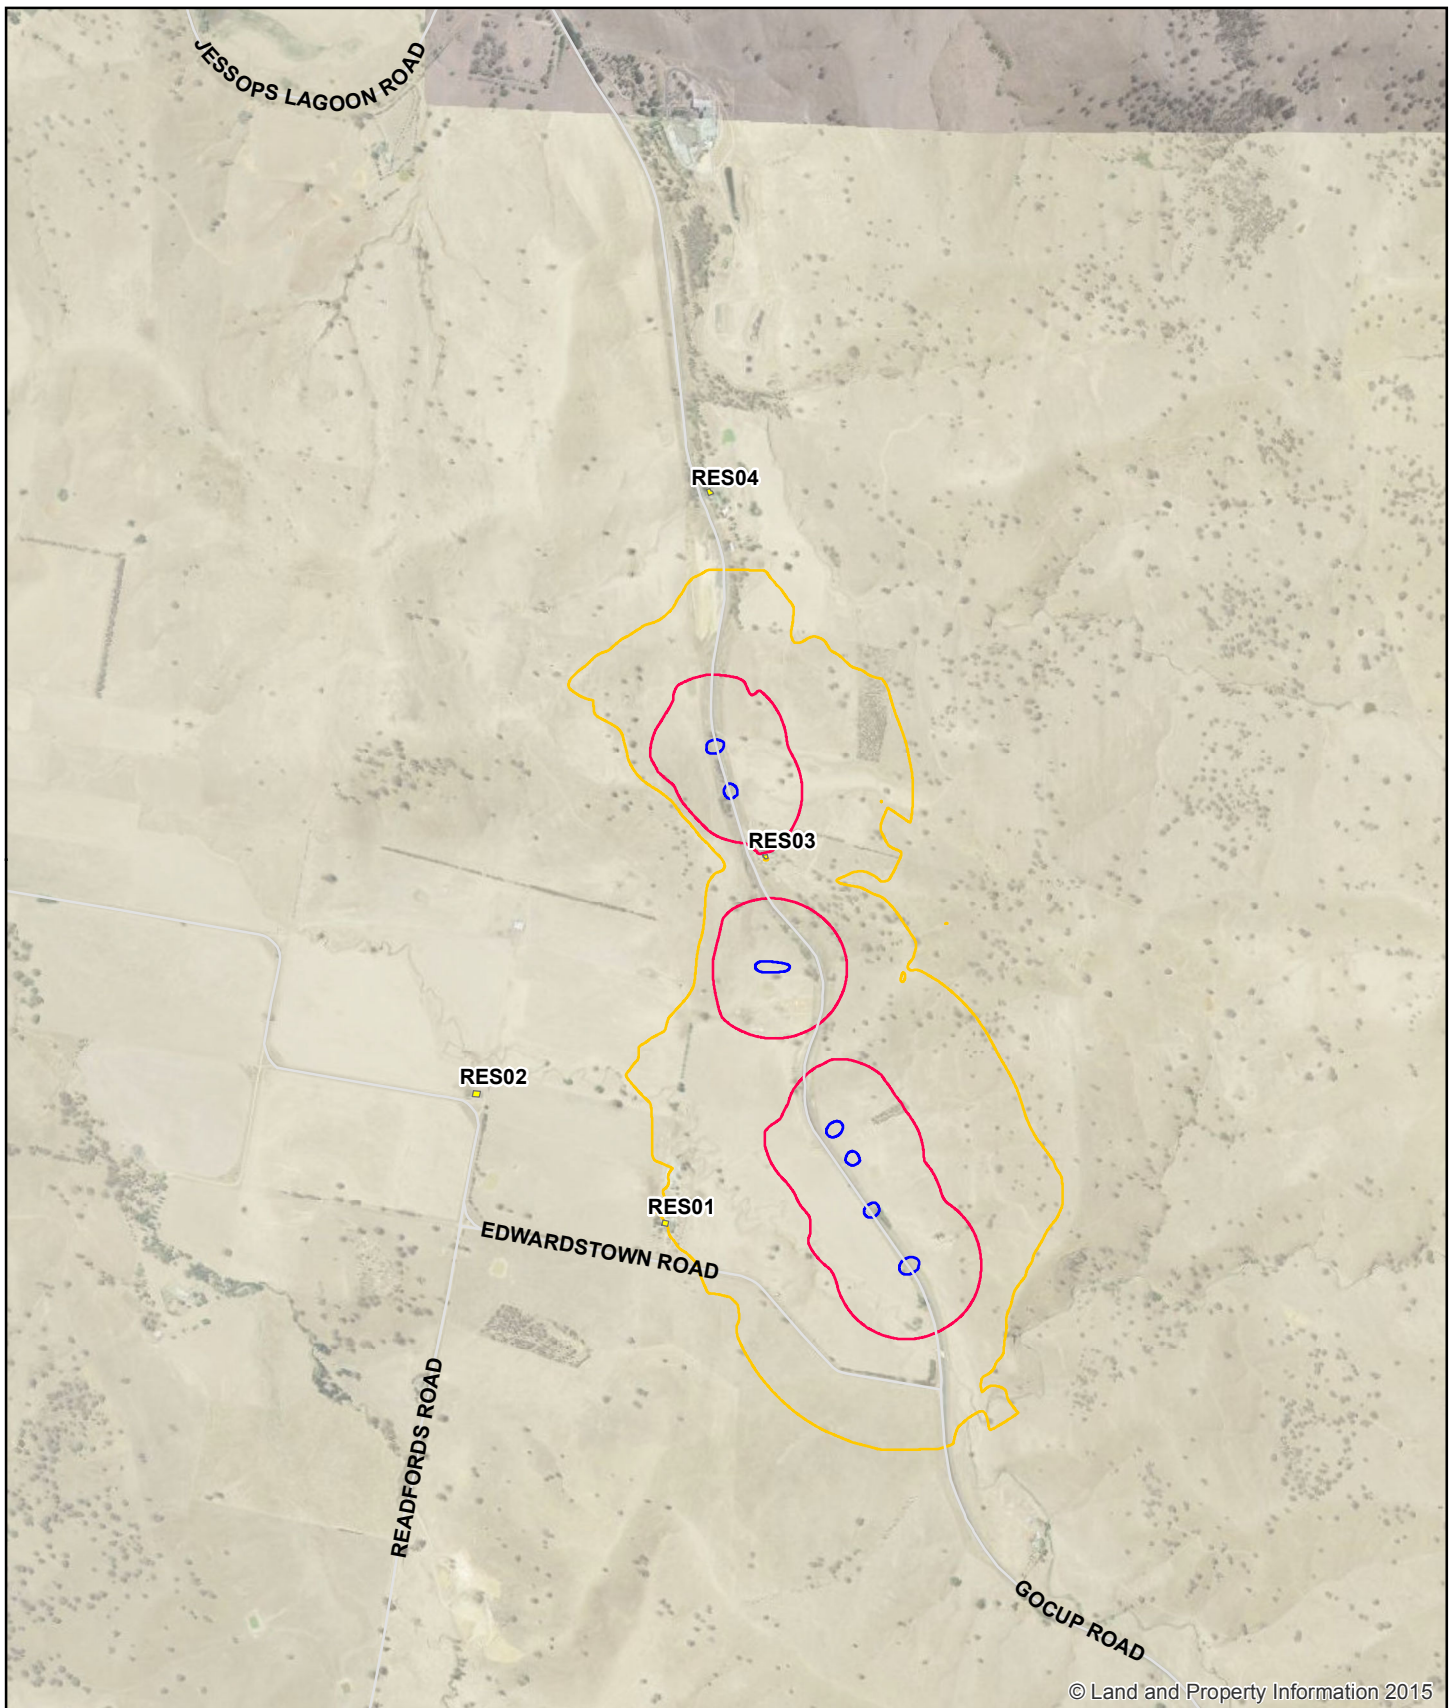 JESSOPS LAGOON ROAD
RES04
RES03
RES02
RES01
EDWARDSTOWN ROAD
READFORDS ROAD
GOCUP ROAD
© Land and Property Information 2015